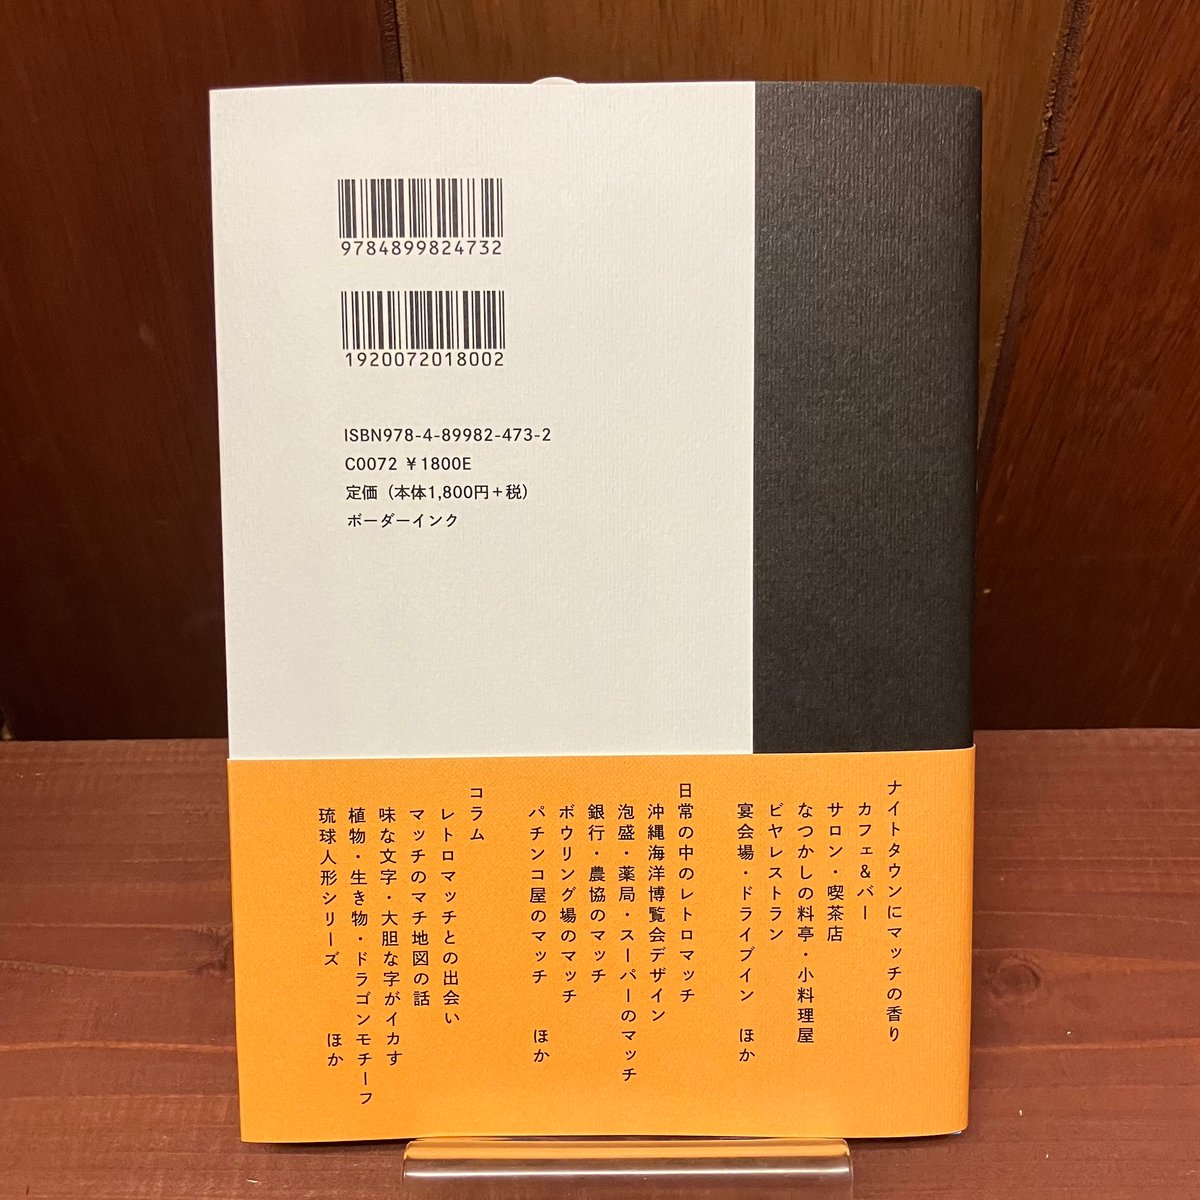 9784899824732
1920072018002
ISBN978-4-89982-473-2
C0072 ¥1800E
定価（本体1,800円＋税）
ボーダーインク
ナイトタウンにマッチの香り
カフェ＆バー
サロン・喫茶店
なつかしの料亭・小料理屋
ビヤレストラン
宴会場・ドライブイン　ほか
日常の中のレトロマッチ
沖縄海洋博覧会デザイン
泡盛・薬局・スーパーのマッチ
銀行・農協のマッチ
ボウリング場のマッチ
パチンコ屋のマッチ　ほか
コラム
レトロマッチとの出会い
マッチのマチ地図の話
味な文字・大胆な字がイカす
植物・生き物・ドラゴンモチーフ
琉球人形シリーズ　ほか